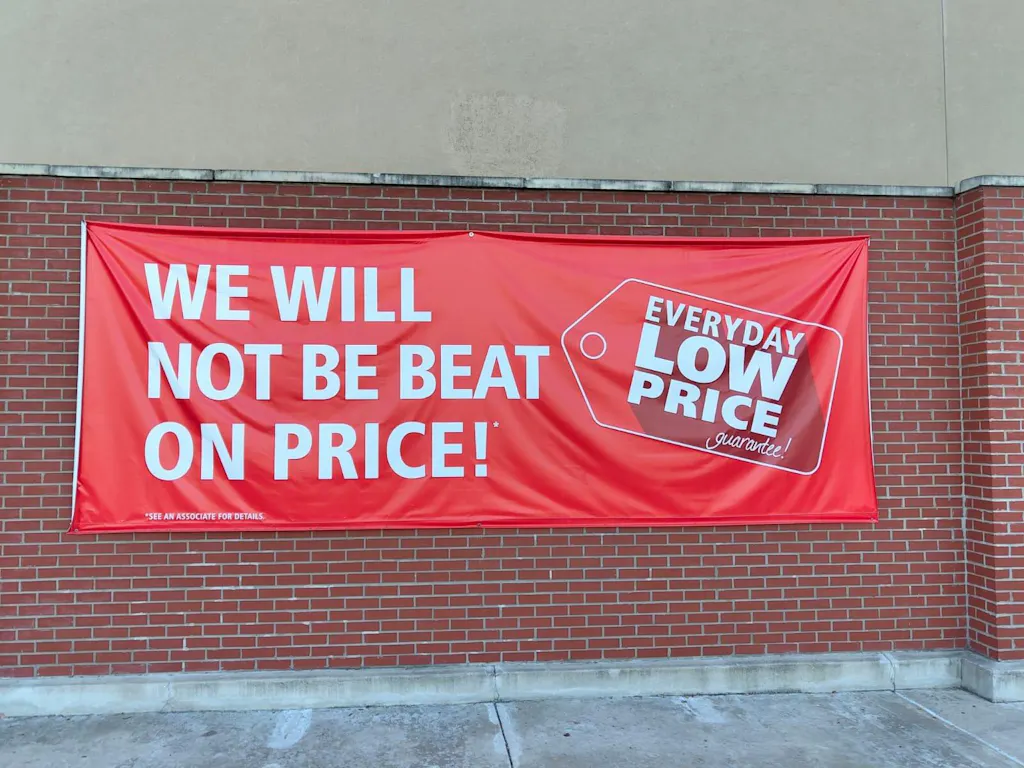 WE WILL
NOT BE BEAT
ON PRICE!*
*SEE AN ASSOCIATE FOR DETAILS.
EVERYDAY
LOW
PRICE
guarantee!